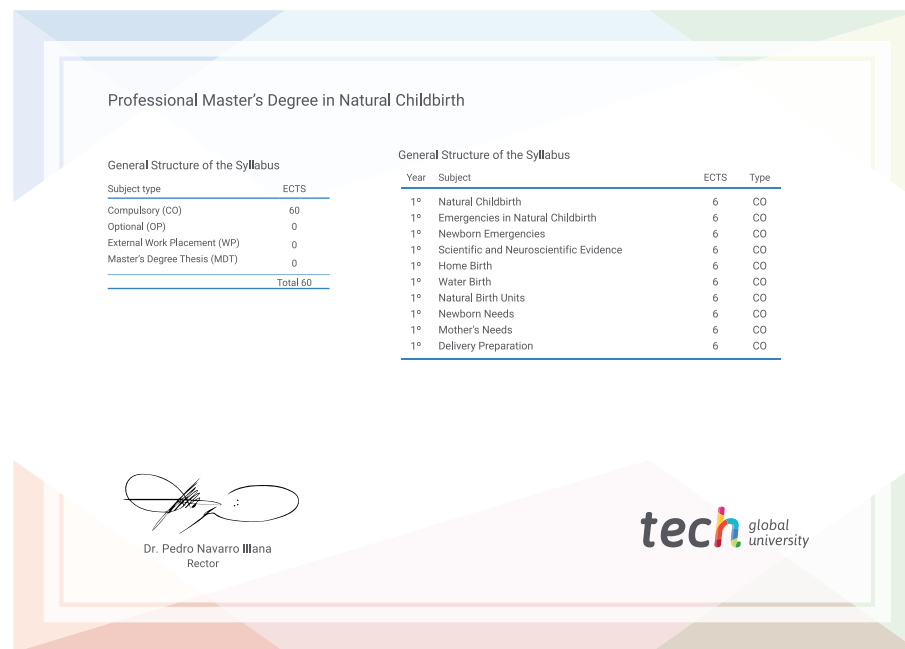 Professional Master's Degree in Natural Childbirth
General Structure of the Syllabus
Subject type ECTS
Compulsory (CO) 60
Optional (OP) 0
External Work Placement (WP) 0
Master's Degree Thesis (MDT) 0
Total 60
General Structure of the Syllabus
Year Subject ECTS Type
1º Natural Childbirth 6 CO
1º Emergencies in Natural Childbirth 6 CO
1º Newborn Emergencies 6 CO
1º Scientific and Neuroscientific Evidence 6 CO
1º Home Birth 6 CO
1º Water Birth 6 CO
1º Natural Birth Units 6 CO
1º Newborn Needs 6 CO
1º Mother's Needs 6 CO
1º Delivery Preparation 6 CO
Dr. Pedro Navarro Illana
Rector
tech global
university